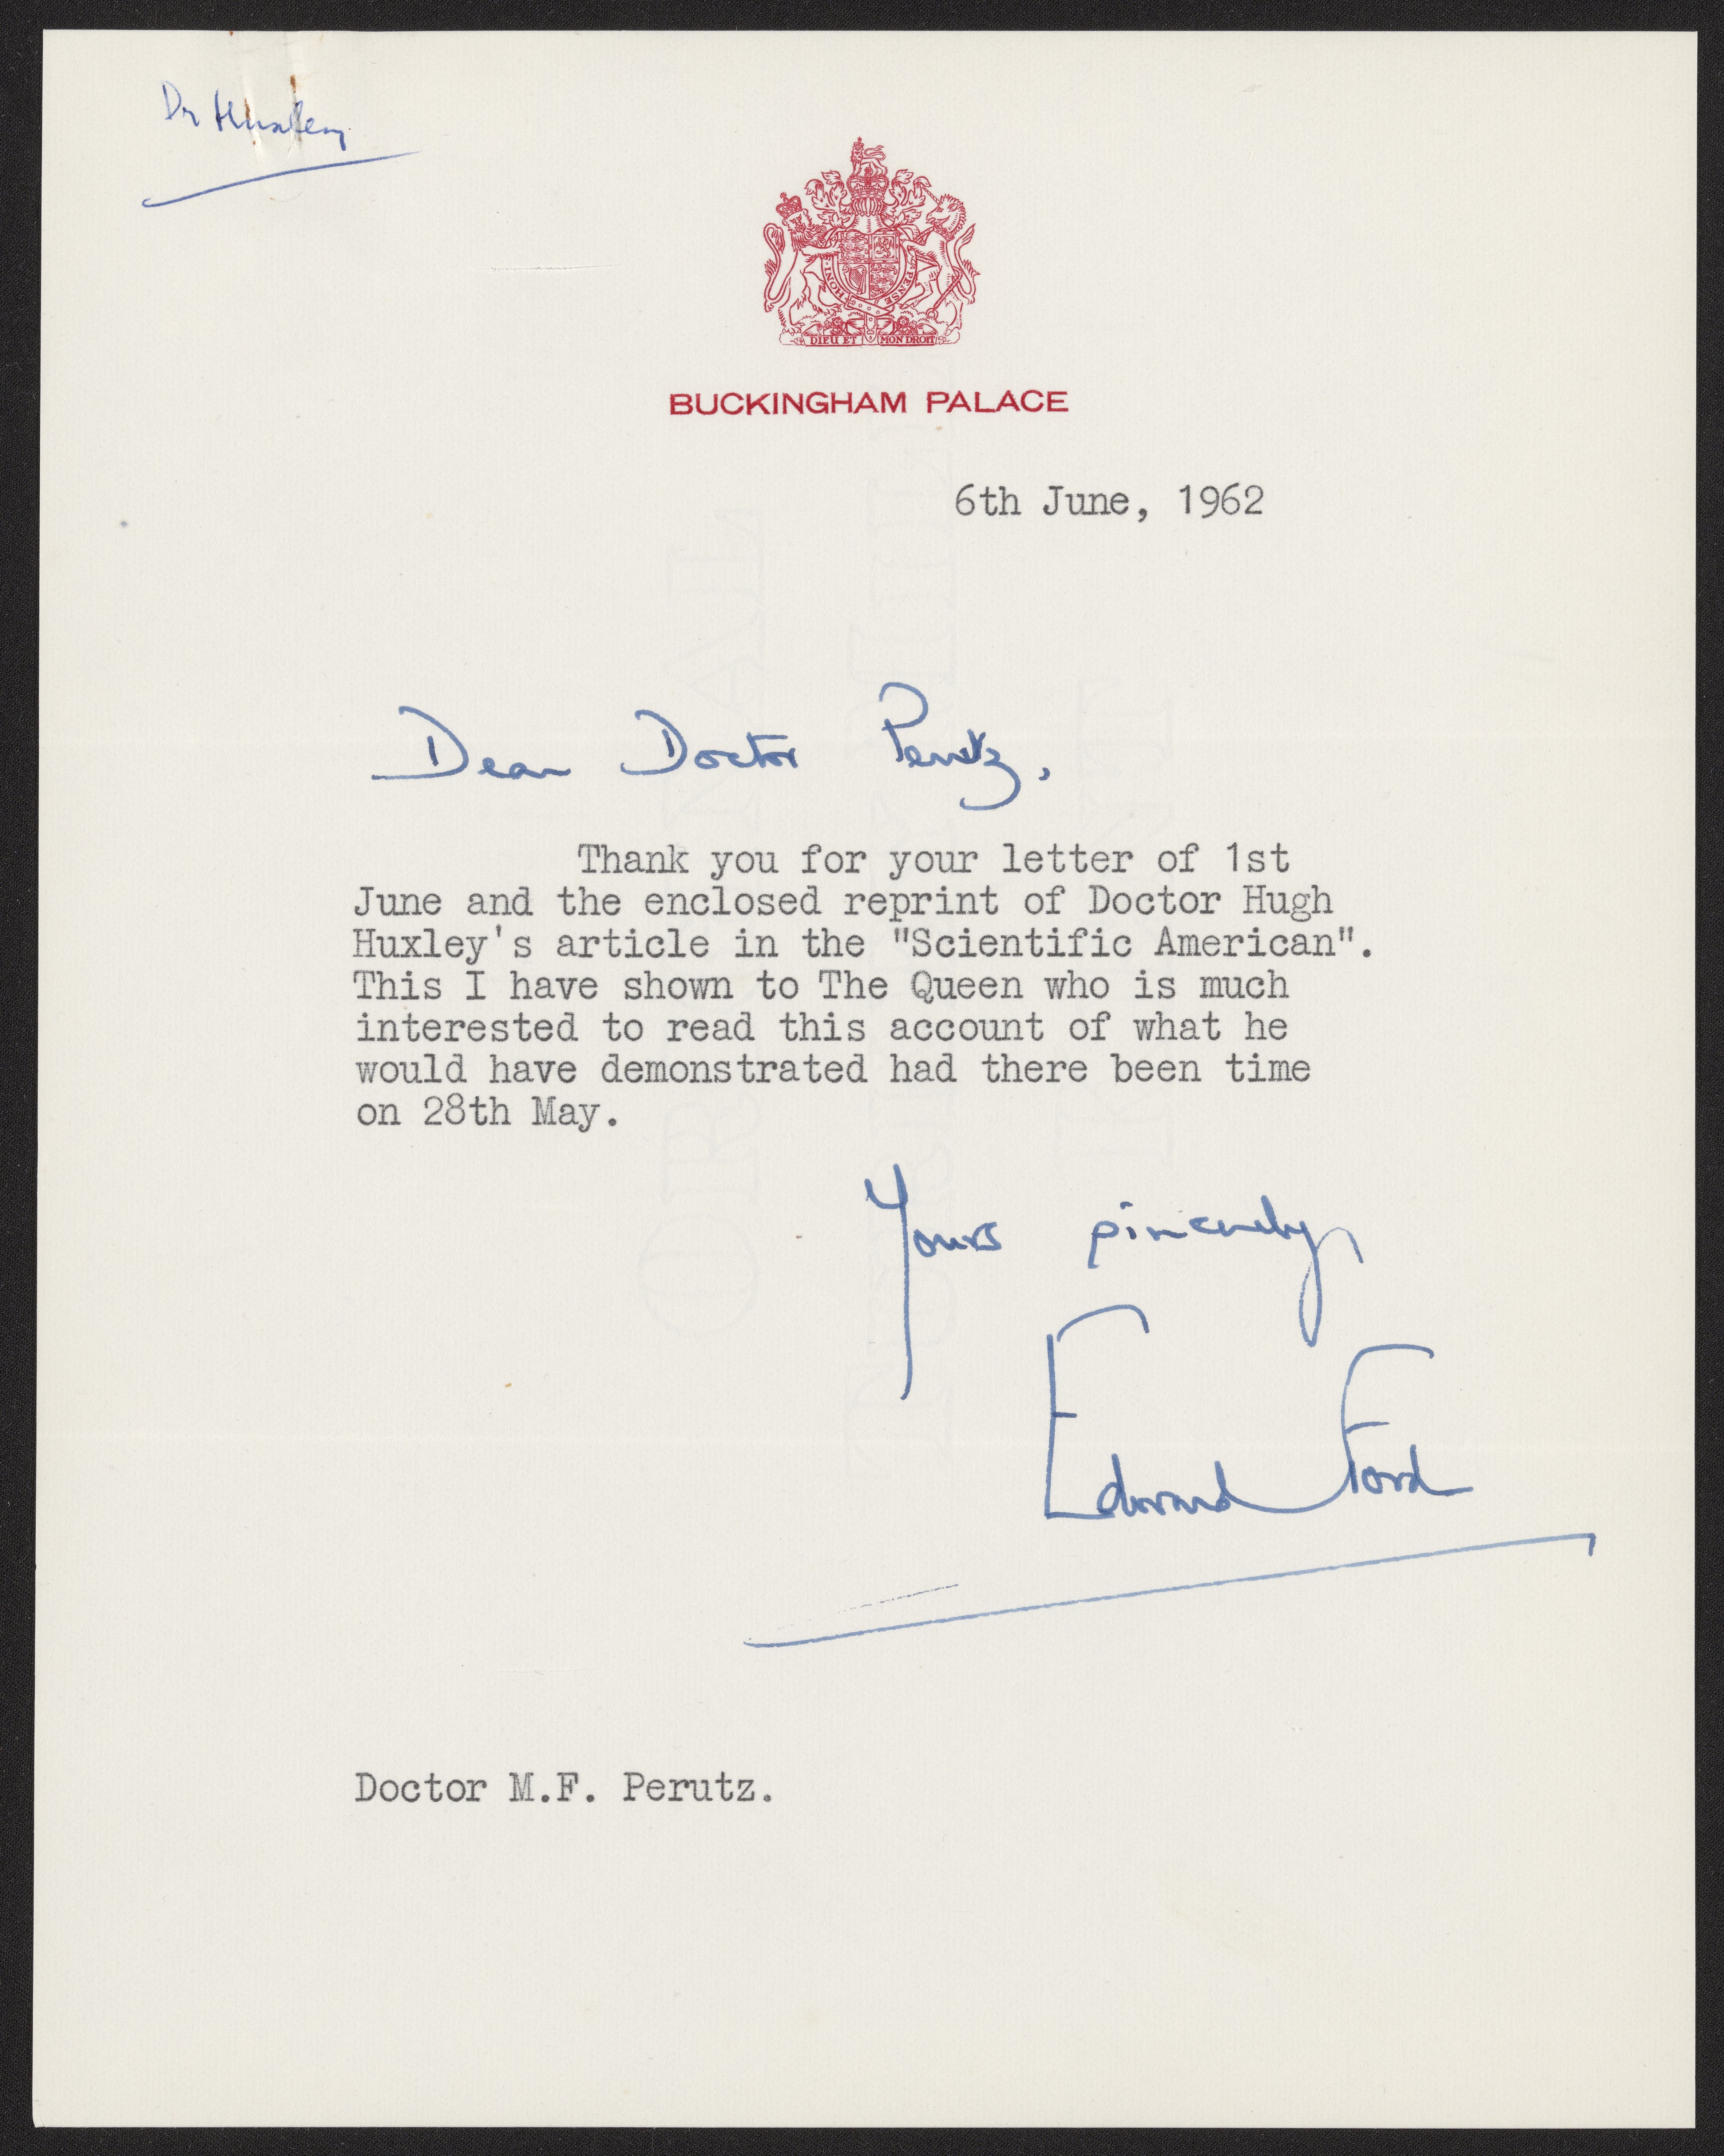 Dr Huxley
HONI PENSE
DIEU ET MON DROIT
BUCKINGHAM PALACE
6th June, 1962
Dear Doctor Perutz,
Thank you for your letter of 1st
June and the enclosed reprint of Doctor Hugh
Huxley's article in the "Scientific American".
This I have shown to The Queen who is much
interested to read this account of what he
would have demonstrated had there been time
on 28th May.
Yours sincerely
Edward Ford
Doctor M.F. Perutz.